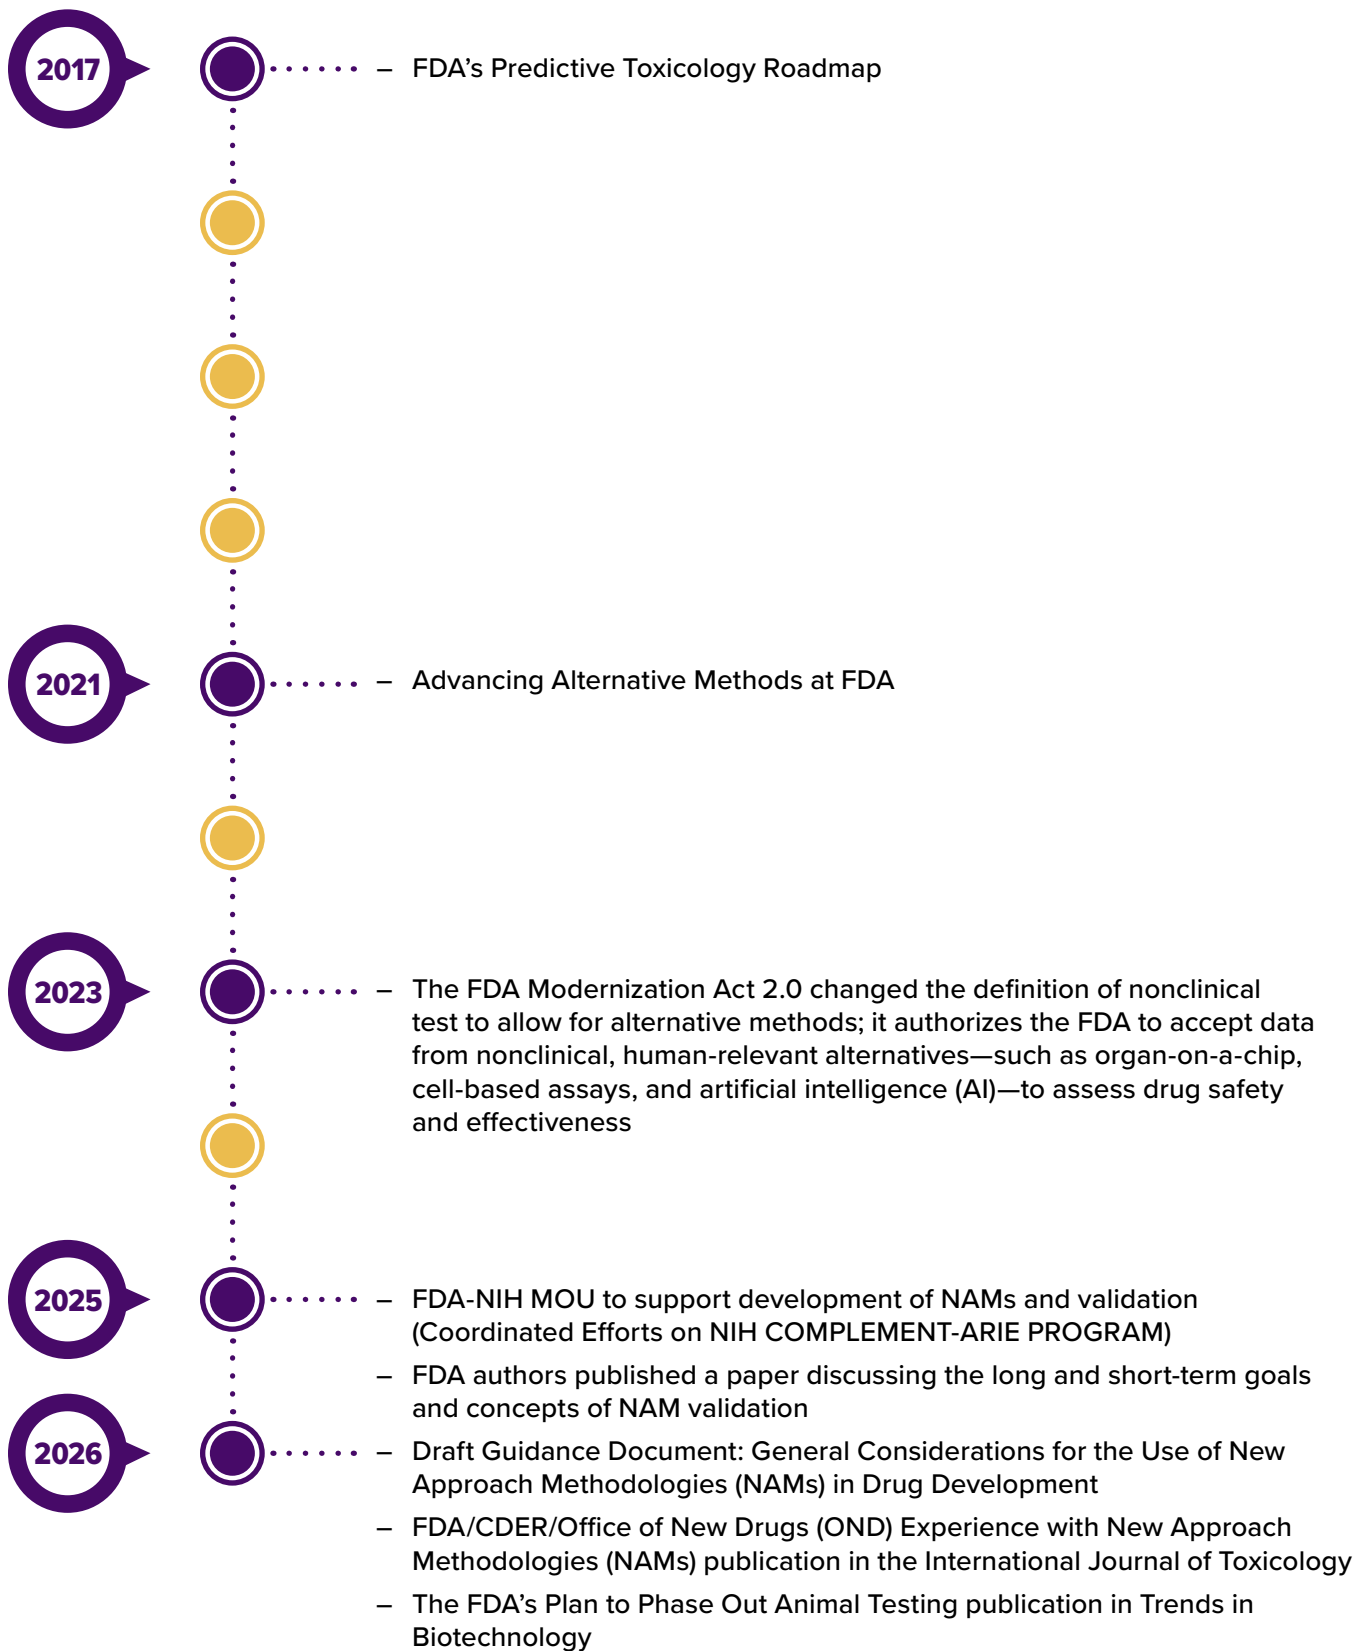 2017
– FDA’s Predictive Toxicology Roadmap
2021
– Advancing Alternative Methods at FDA
2023
– The FDA Modernization Act 2.0 changed the definition of nonclinical
test to allow for alternative methods; it authorizes the FDA to accept data
from nonclinical, human-relevant alternatives—such as organ-on-a-chip,
cell-based assays, and artificial intelligence (AI)—to assess drug safety
and effectiveness
2025
– FDA-NIH MOU to support development of NAMs and validation
(Coordinated Efforts on NIH COMPLEMENT-ARIE PROGRAM)
– FDA authors published a paper discussing the long and short-term goals
and concepts of NAM validation
2026
– Draft Guidance Document: General Considerations for the Use of New
Approach Methodologies (NAMs) in Drug Development
– FDA/CDER/Office of New Drugs (OND) Experience with New Approach
Methodologies (NAMs) publication in the International Journal of Toxicology
– The FDA’s Plan to Phase Out Animal Testing publication in Trends in
Biotechnology